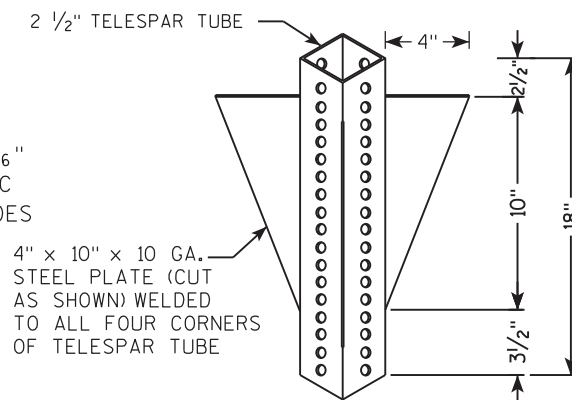 2 ½" TELESPAR TUBE
4"
2½"
6"
C
DES
10"
18"
4" x 10" x 10 GA.
STEEL PLATE (CUT
AS SHOWN) WELDED
TO ALL FOUR CORNERS
OF TELESPAR TUBE
3½"